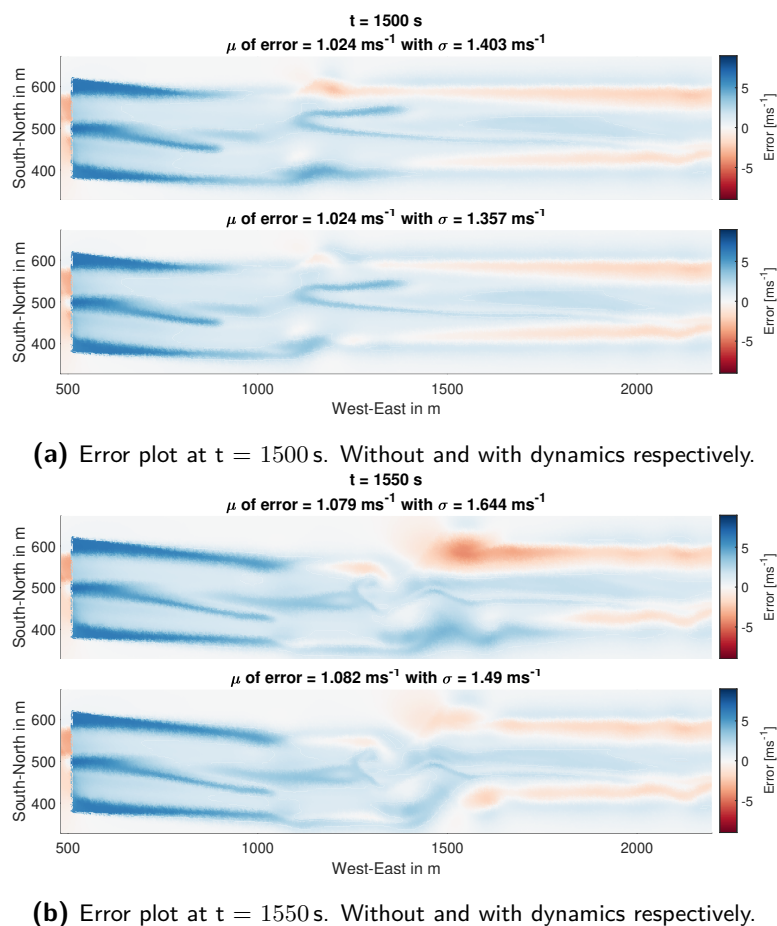 t = 1500 s
μ of error = 1.024 ms⁻¹ with σ = 1.403 ms⁻¹
South-North in m
600
500
400
5
0
-5
Error [ms⁻¹]
μ of error = 1.024 ms⁻¹ with σ = 1.357 ms⁻¹
South-North in m
600
500
400
5
0
-5
Error [ms⁻¹]
500 1000 1500 2000
West-East in m
(a) Error plot at t = 1500 s. Without and with dynamics respectively.
t = 1550 s
μ of error = 1.079 ms⁻¹ with σ = 1.644 ms⁻¹
South-North in m
600
500
400
5
0
-5
Error [ms⁻¹]
μ of error = 1.082 ms⁻¹ with σ = 1.49 ms⁻¹
South-North in m
600
500
400
5
0
-5
Error [ms⁻¹]
500 1000 1500 2000
West-East in m
(b) Error plot at t = 1550 s. Without and with dynamics respectively.